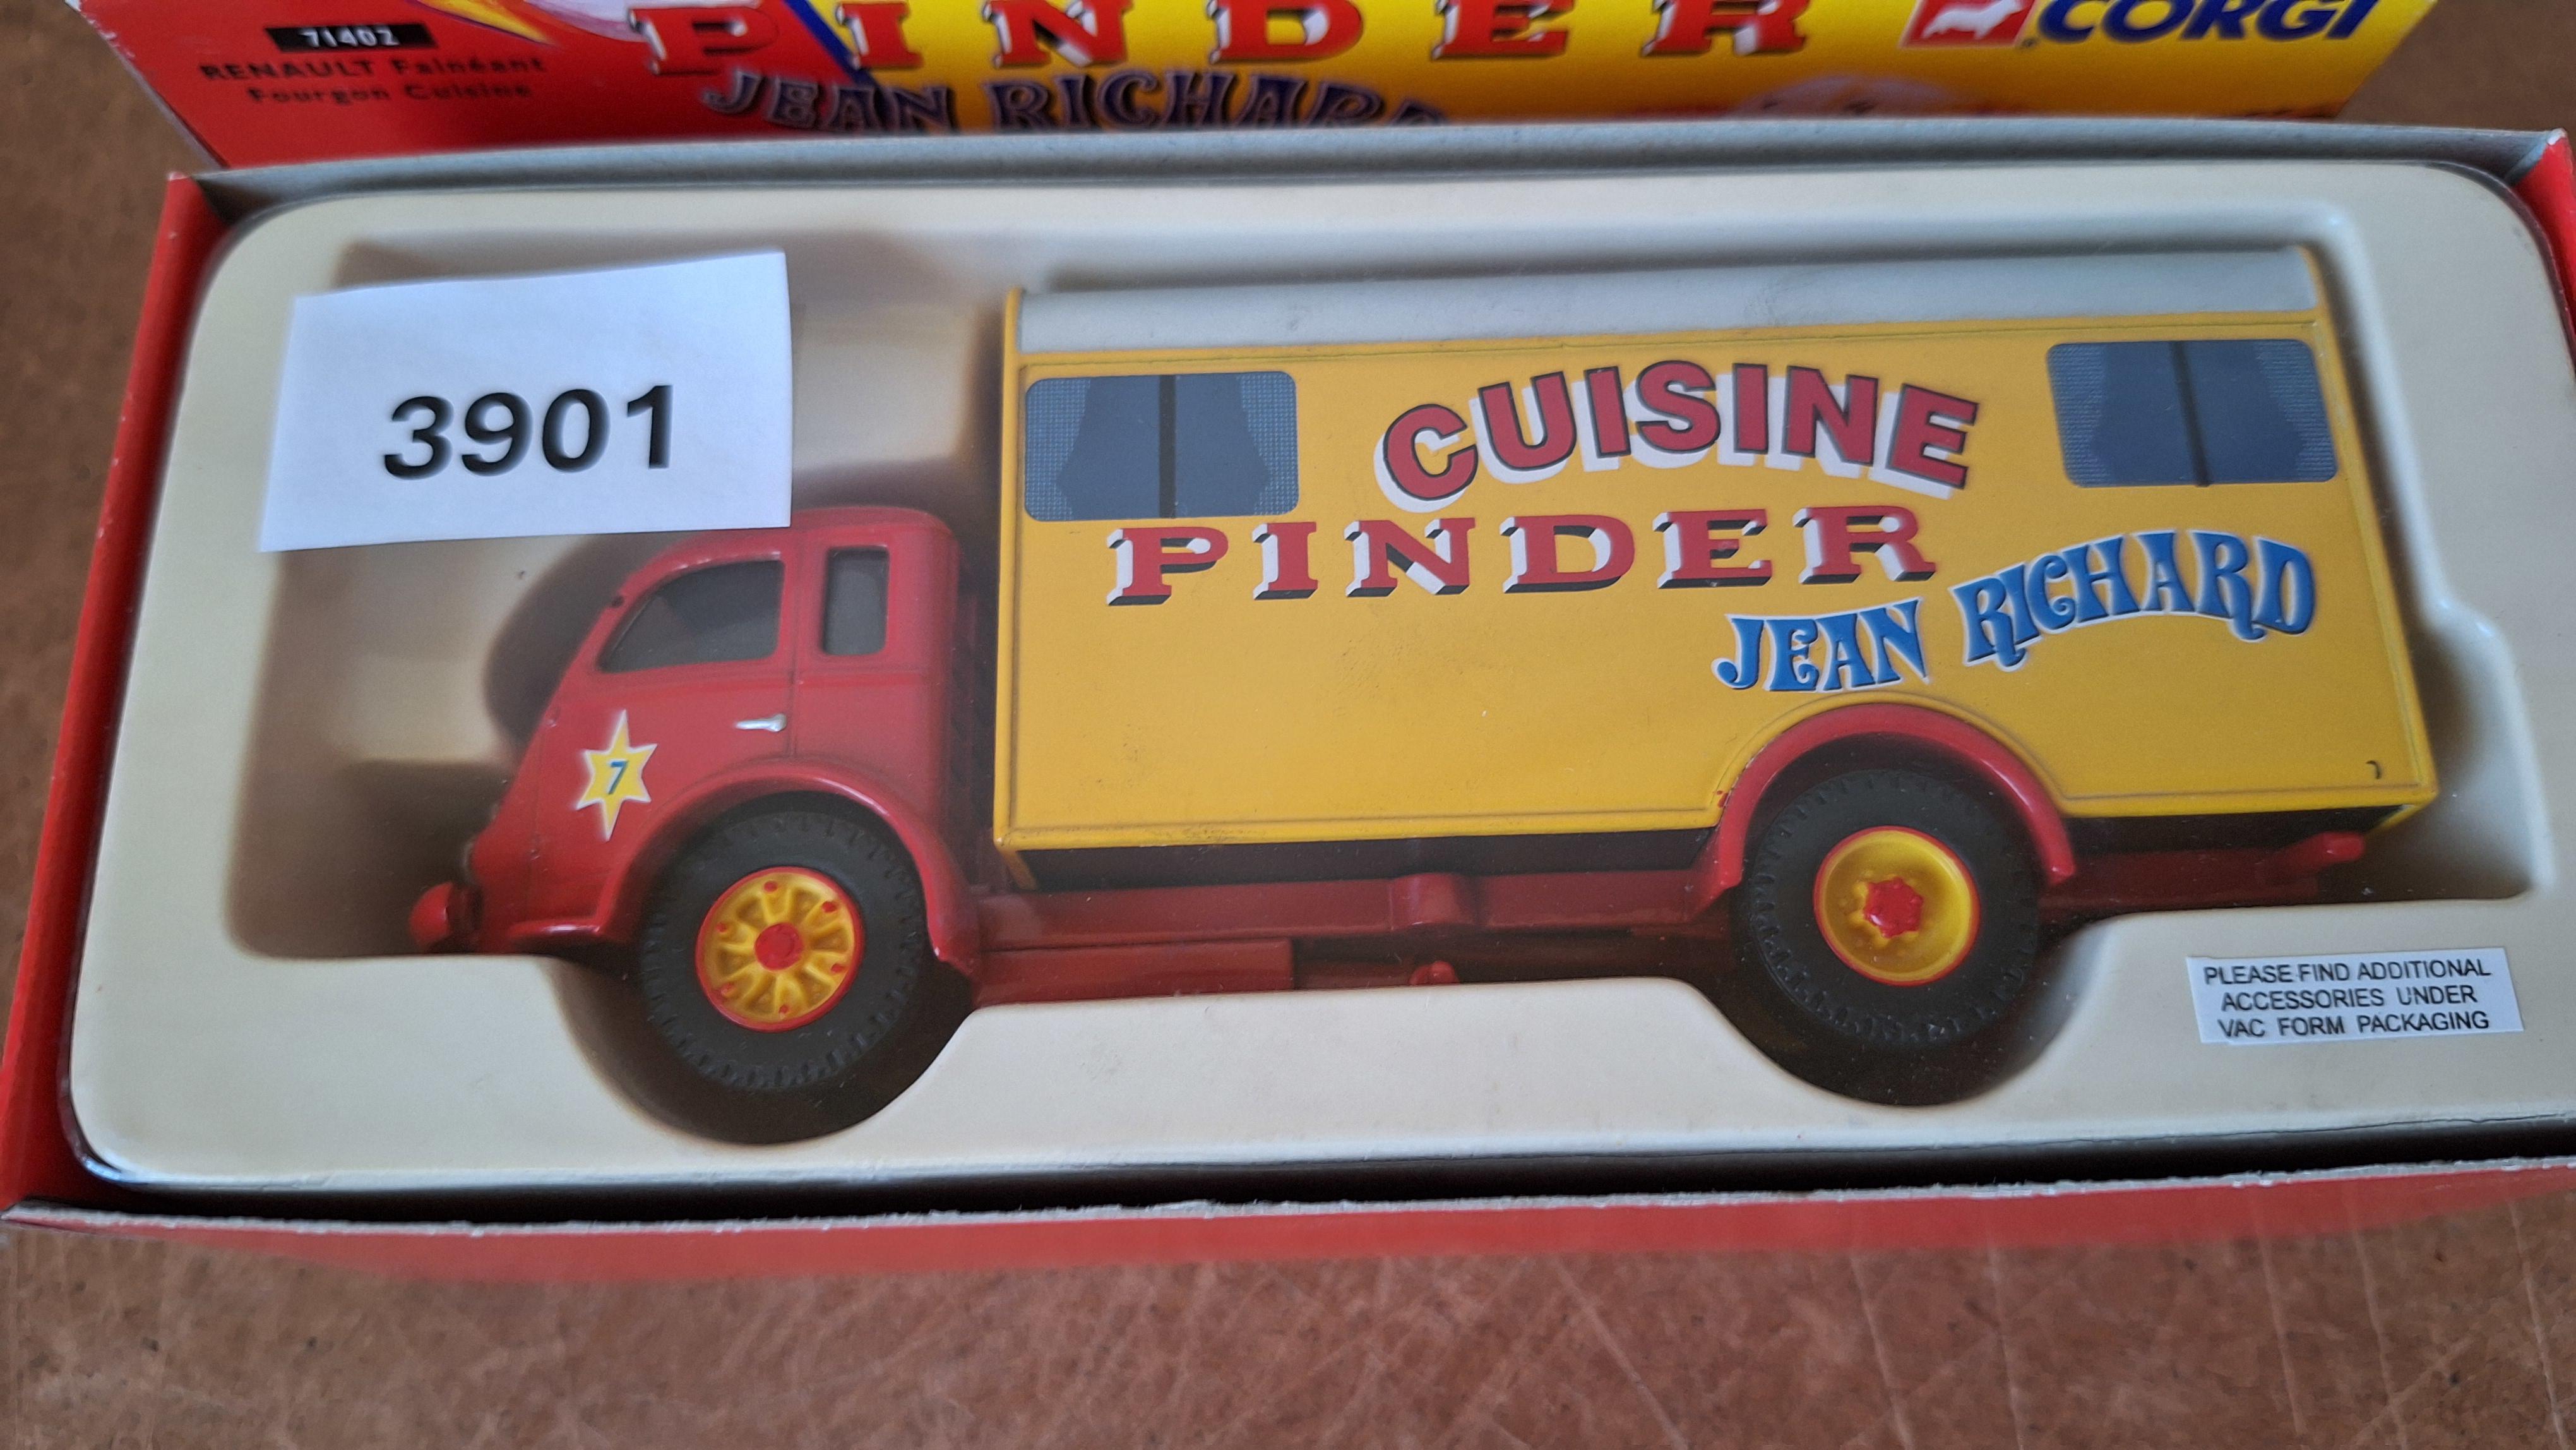 71402
RENAULT Fainéant
Fourgon Cuisine
PINDER
JEAN RICHARD
CORGI
3901
CUISINE
PINDER
JEAN RICHARD
7
PLEASE FIND ADDITIONAL
ACCESSORIES UNDER
VAC FORM PACKAGING